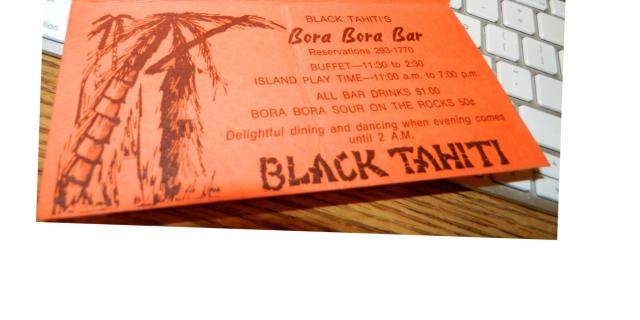 BLACK TAHITI'S
Bora Bora Bar
Reservations 293-1770
BUFFET—11:30 to 2:30
ISLAND PLAY TIME—11:00 a.m. to 7:00 p.m.
ALL BAR DRINKS $1.00
BORA BORA SOUR ON THE ROCKS 50¢
Delightful dining and dancing when evening comes
until 2 A.M.
BLACK TAHITI